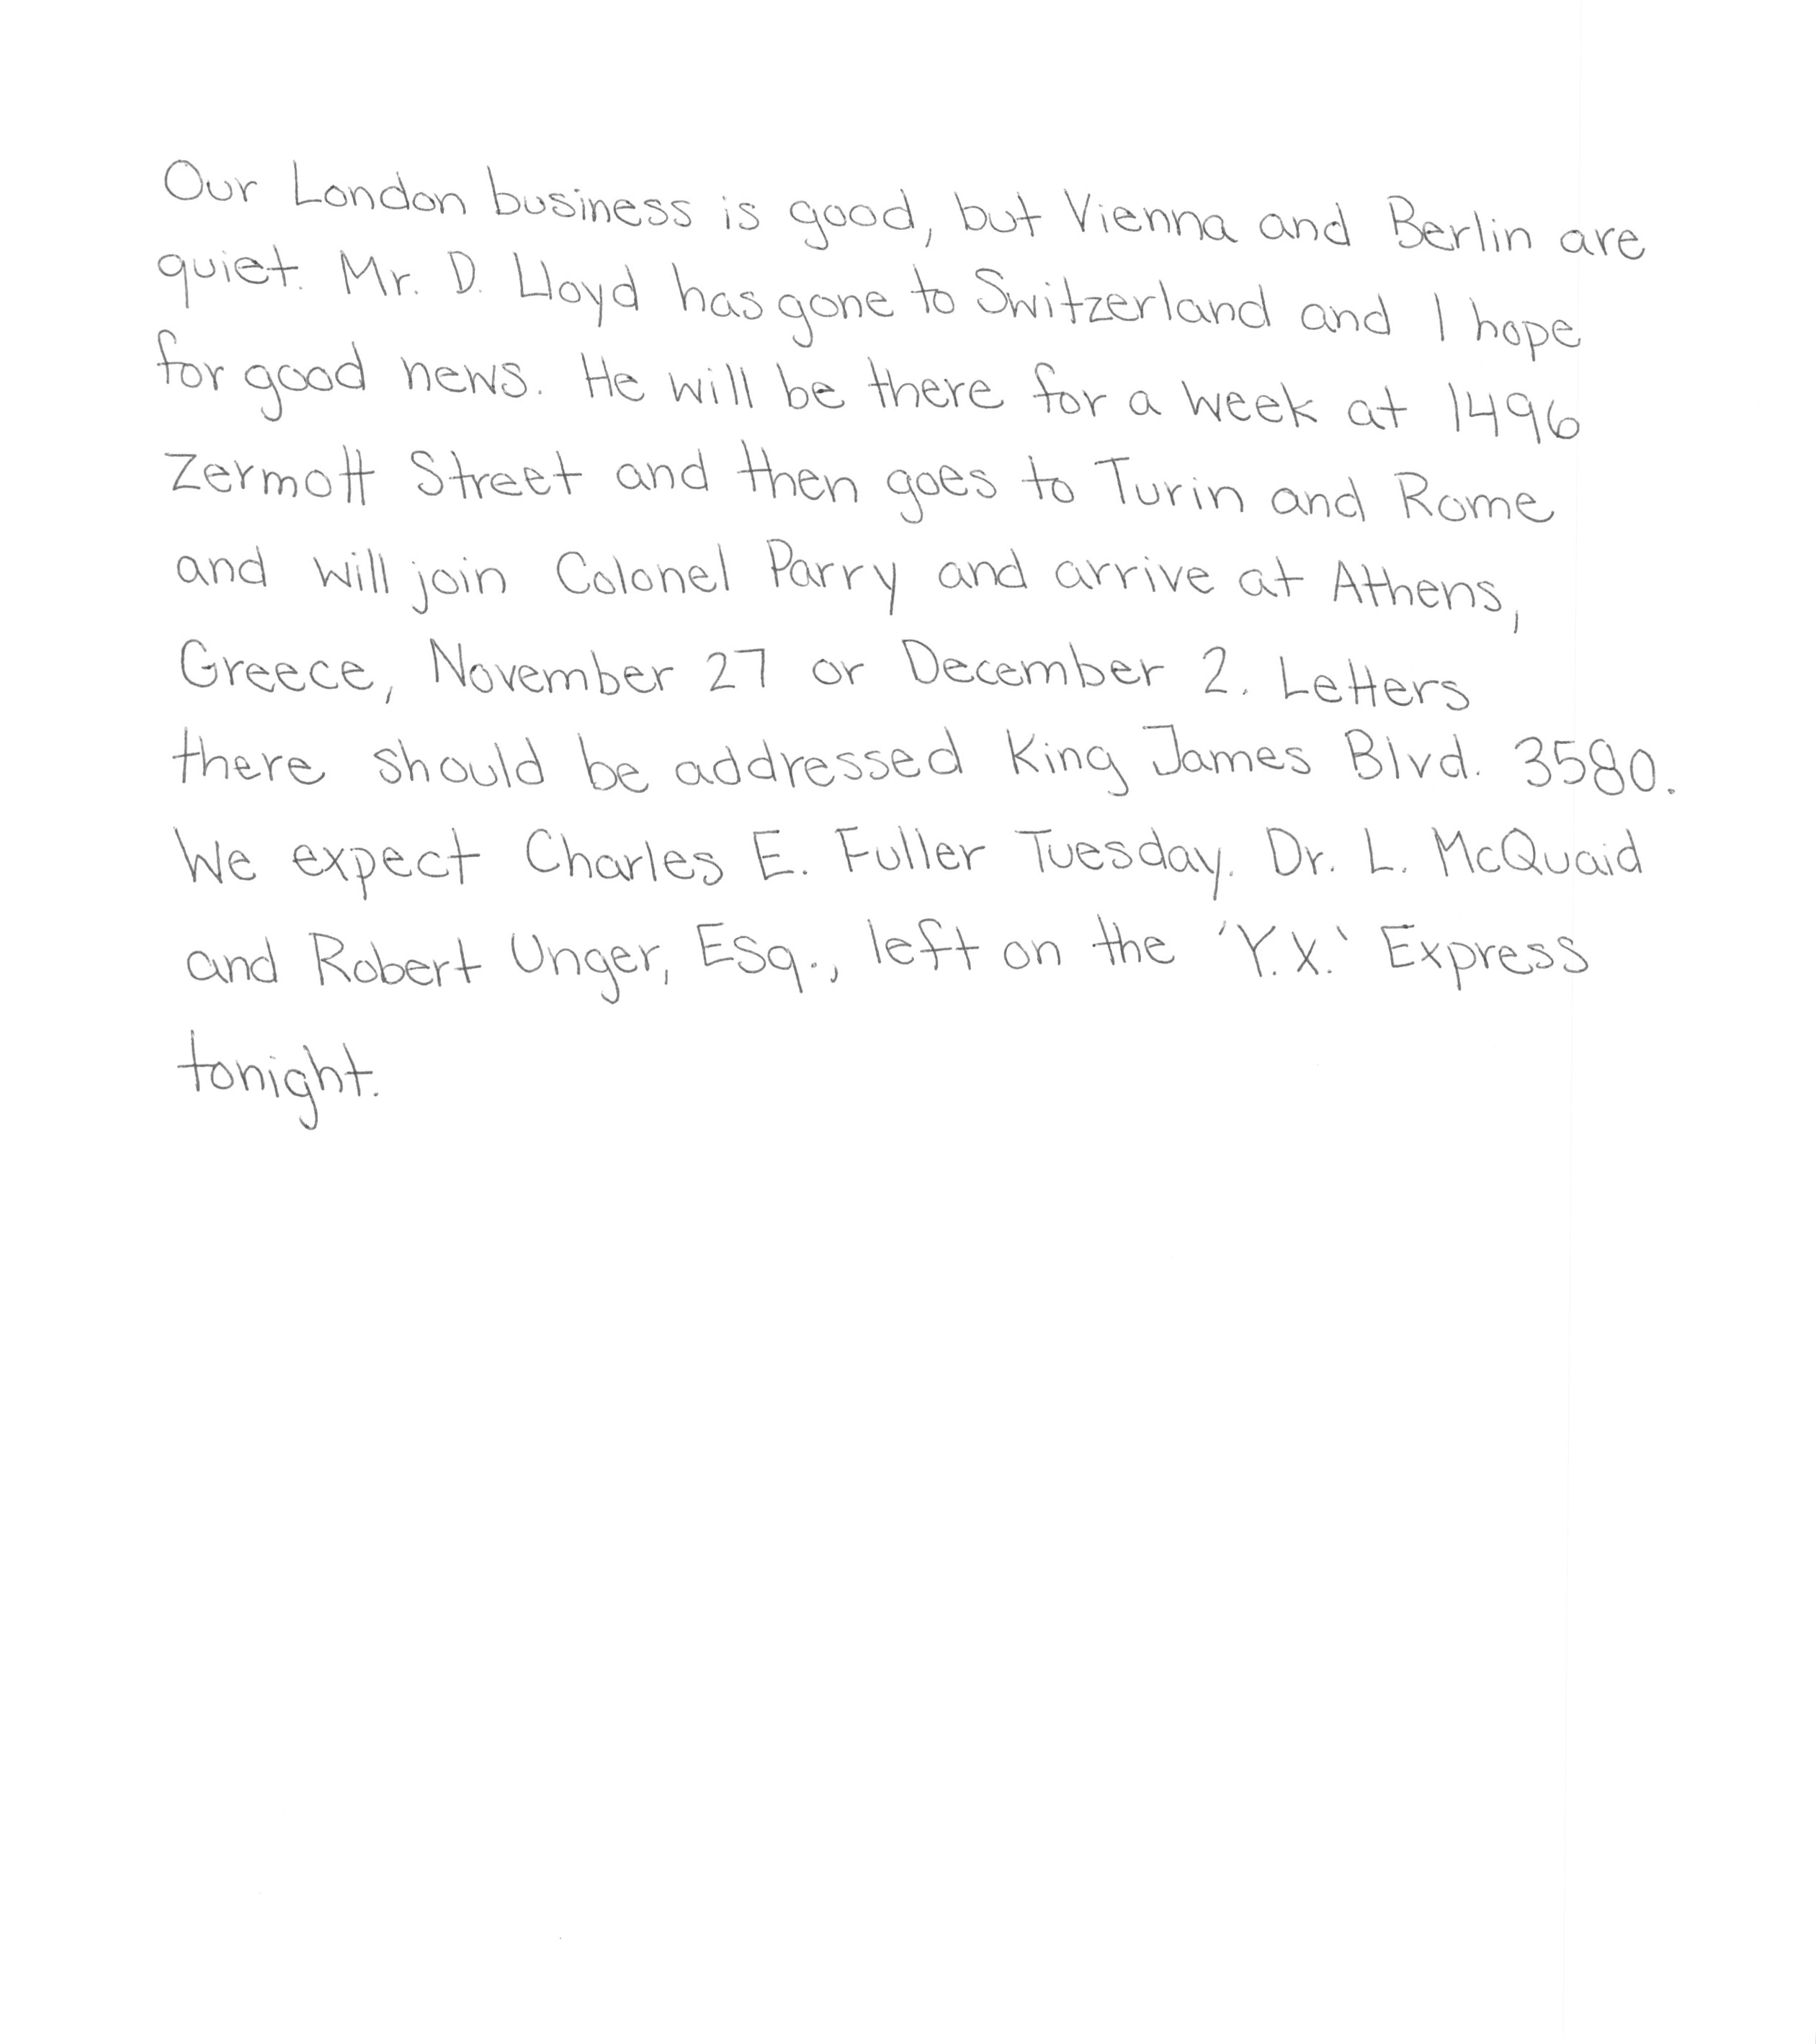 Our London business is good, but Vienna and Berlin are
quiet. Mr. D. Lloyd has gone to Switzerland and I hope
for good news. He will be there for a week at 1496
Zermott Street and then goes to Turin and Rome
and will join Colonel Parry and arrive at Athens,
Greece, November 27 or December 2. Letters
there should be addressed King James Blvd. 3580.
We expect Charles E. Fuller Tuesday. Dr. L. McQuaid
and Robert Unger, Esq., left on the 'Y.X.' Express
tonight.